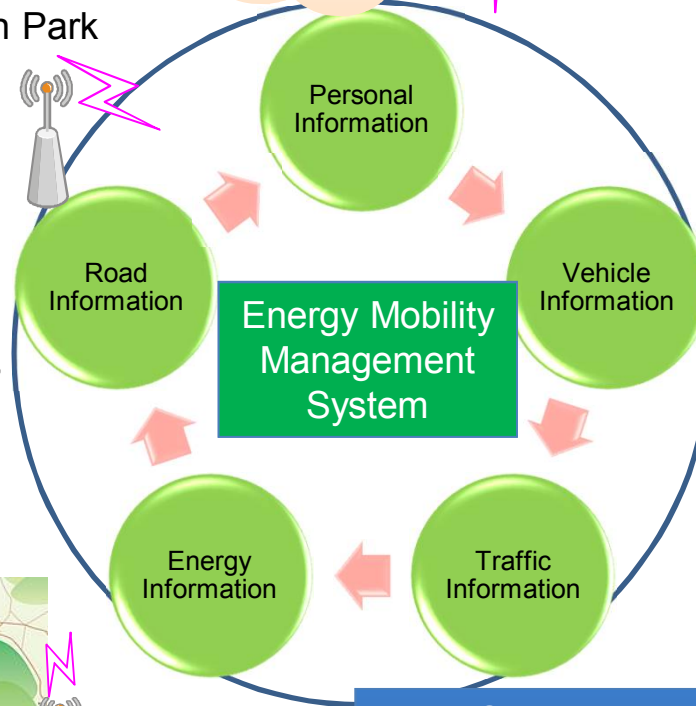 Park
Personal
Information
Road
Information
Vehicle
Information
Energy Mobility
Management
System
Energy
Information
Traffic
Information